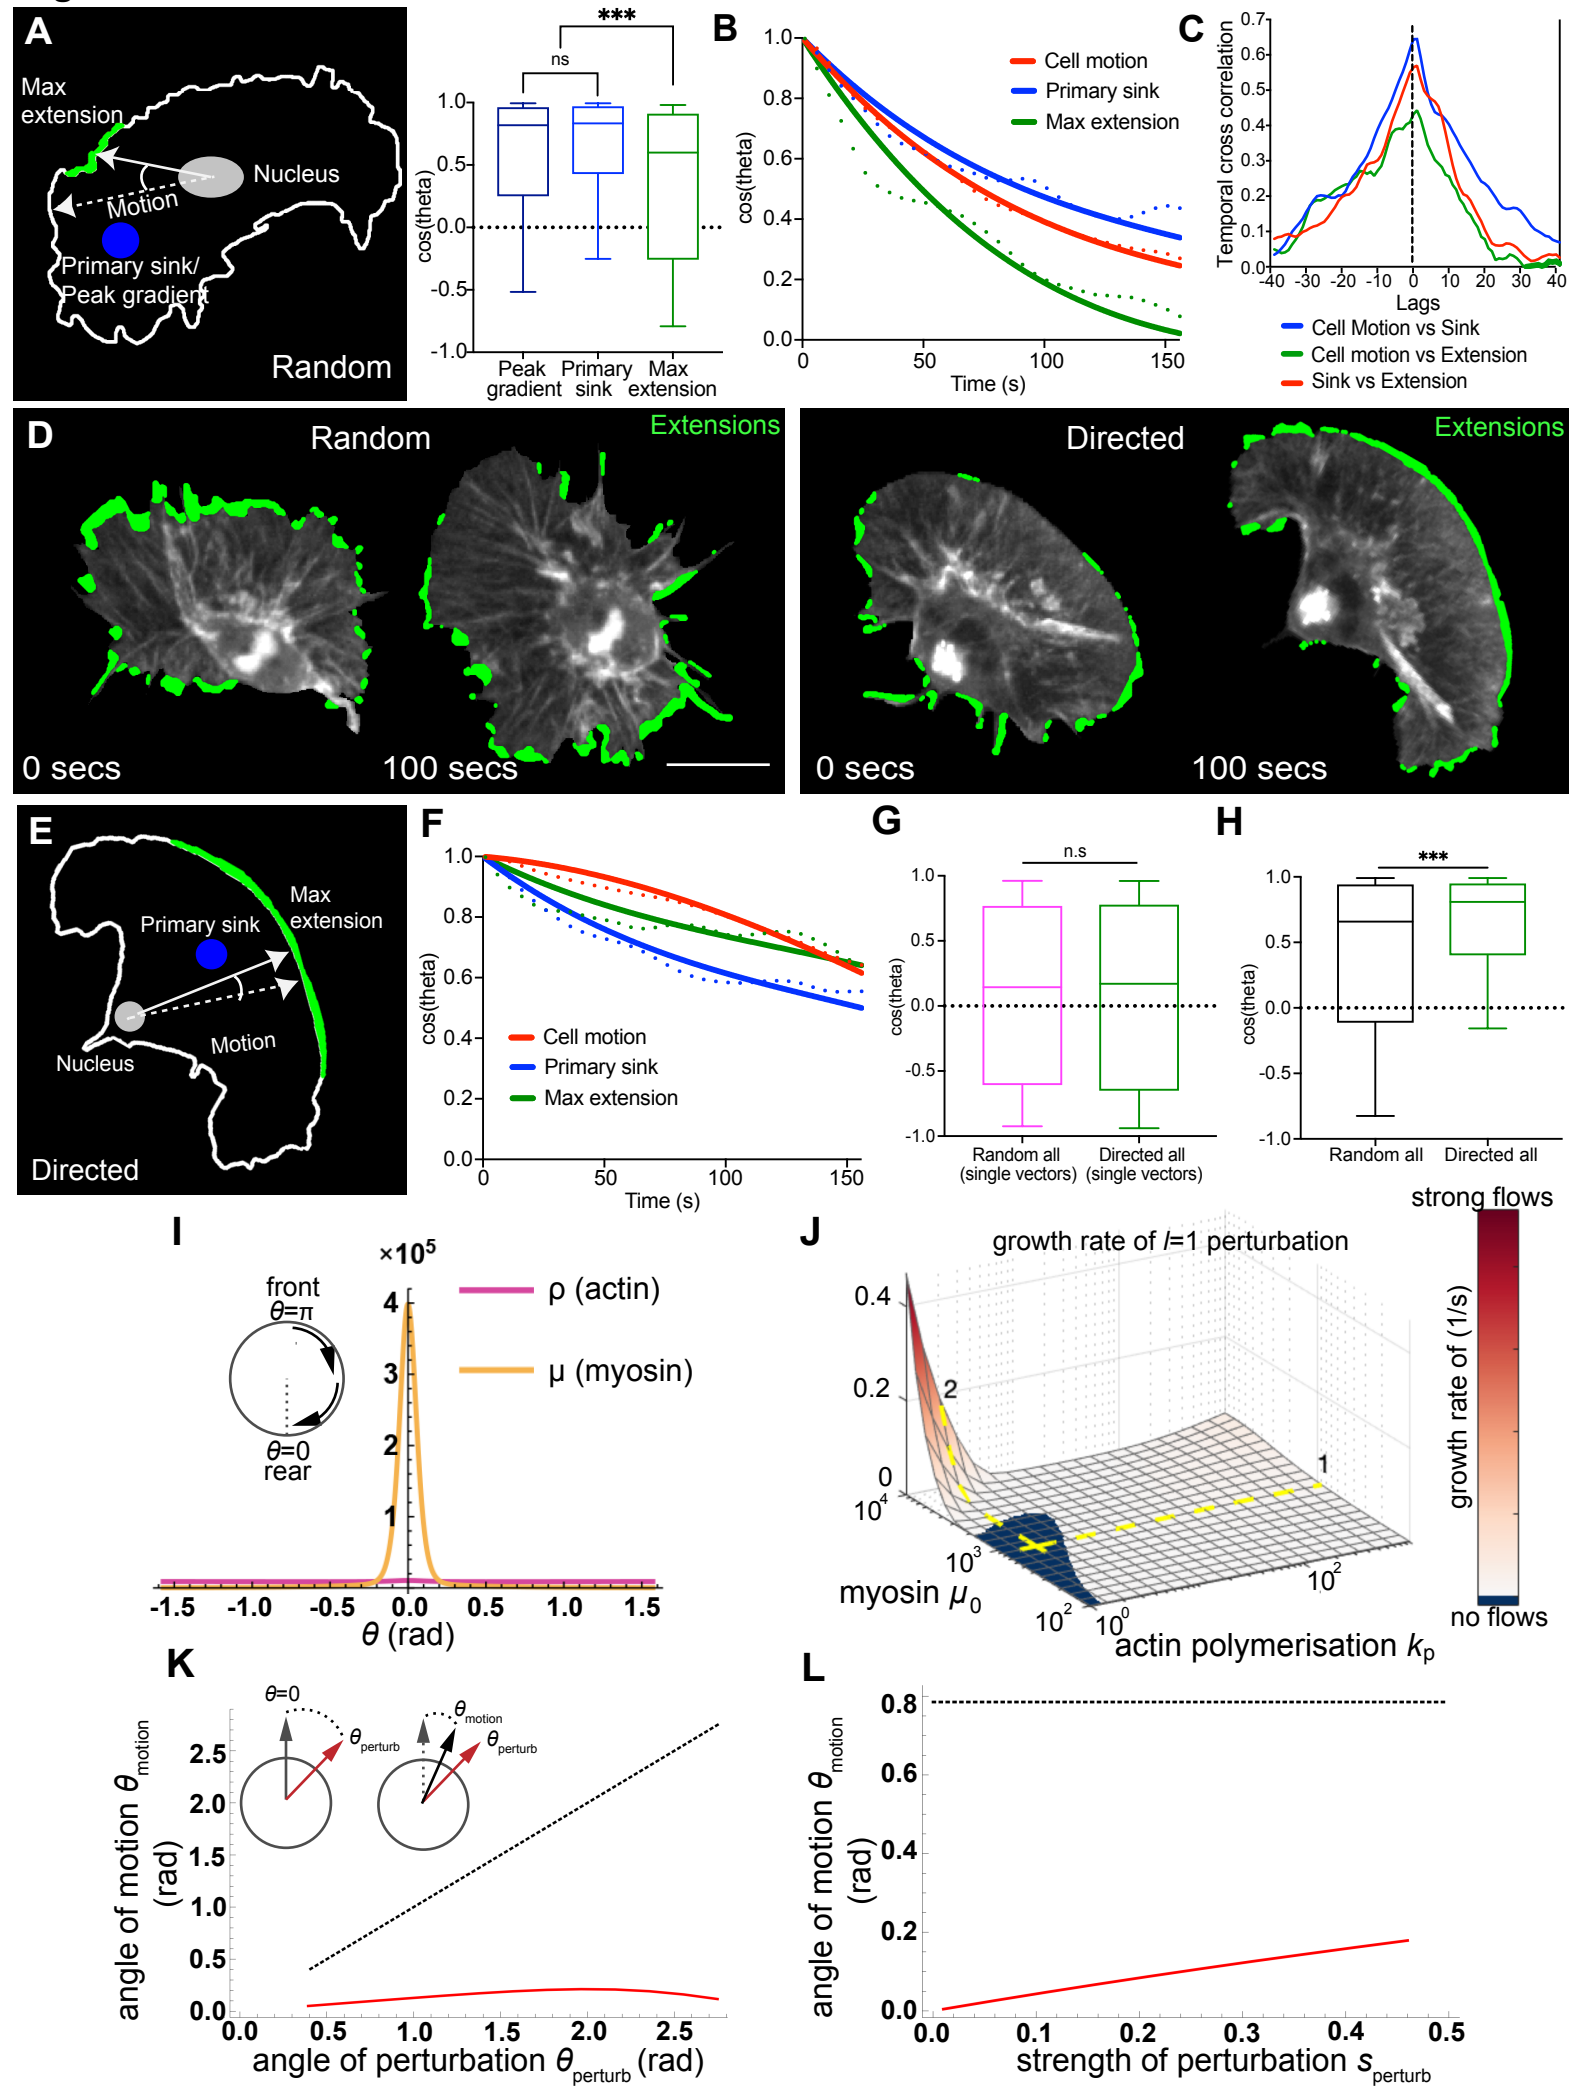 A
Max
extension
Nucleus
Motion
Primary sink/
Peak gradient
Random
***
ns
cos(theta)
1.0
0.5
0.0
-0.5
-1.0
Peak
gradient
Primary
sink
Max
extension
B
cos(theta)
1.0
0.8
0.6
0.4
0.2
0.0
0 50 100 150
Time (s)
Cell motion
Primary sink
Max extension
C
Temporal cross correlation
0.7
0.6
0.5
0.4
0.3
0.2
0.1
0.0
-40 -30 -20 -10 0 10 20 30 40
Lags
Cell Motion vs Sink
Cell motion vs Extension
Sink vs Extension
D
Random
Extensions
0 secs
100 secs
Directed
Extensions
0 secs
100 secs
E
Primary sink
Max
extension
Motion
Nucleus
Directed
F
cos(theta)
1.0
0.8
0.6
0.4
0.2
0.0
0 50 100 150
Time (s)
Cell motion
Primary sink
Max extension
G
n.s
cos(theta)
1.0
0.5
0.0
-0.5
-1.0
Random all
(single vectors)
Directed all
(single vectors)
H
***
cos(theta)
1.0
0.5
0.0
-0.5
-1.0
Random all
Directed all
I
×10⁵
front
θ=π
θ=0
rear
ρ (actin)
μ (myosin)
4
3
2
1
-1.5 -1.0 -0.5 0.0 0.5 1.0 1.5
θ (rad)
J
growth rate of l=1 perturbation
0.4
0.2
0
10⁴
10³
10²
10⁰
10²
2
1
myosin μ₀
actin polymerisation kₚ
strong flows
growth rate of (1/s)
no flows
K
θ=0
θperturb
θmotion
θperturb
angle of motion θmotion
(rad)
2.5
2.0
1.5
1.0
0.5
0.0
0.0 0.5 1.0 1.5 2.0 2.5
angle of perturbation θperturb (rad)
L
angle of motion θmotion
(rad)
0.8
0.6
0.4
0.2
0.0
0.0 0.1 0.2 0.3 0.4 0.5
strength of perturbation sperturb